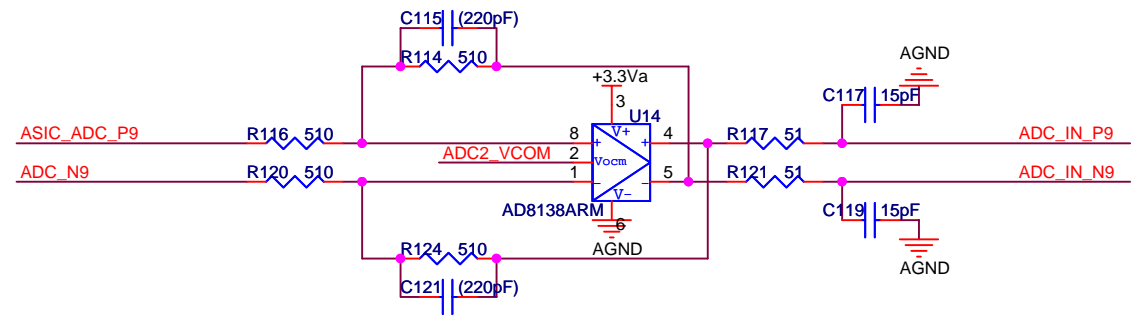 C115 (220pF)
R114 510
AGND
+3.3Va
3
C117 15pF
U14
V+
ASIC_ADC_P9 R116 510 8 + + 4 R117 51 ADC_IN_P9
ADC2_VCOM 2 Vocm
ADC_N9 R120 510 1 - - 5 R121 51 ADC_IN_N9
V-
AD8138ARM
6
C119 15pF
R124 510
AGND
AGND
C121 (220pF)